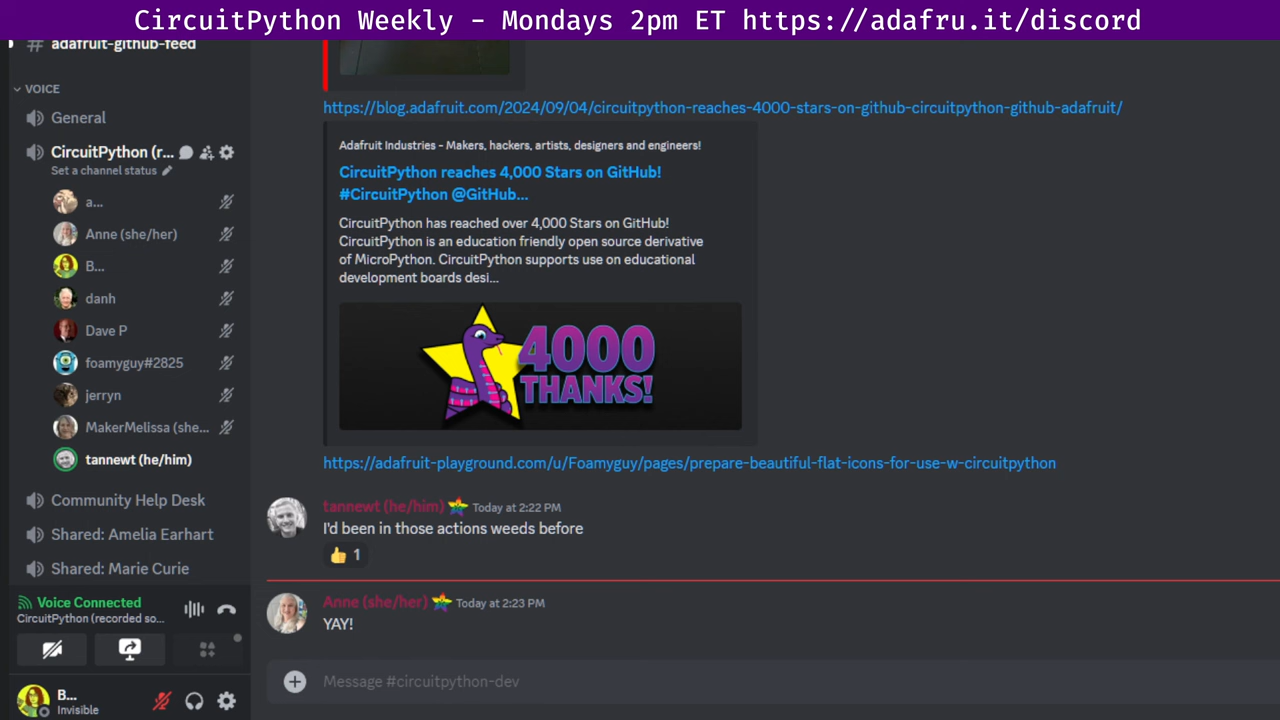 CircuitPython Weekly - Mondays 2pm ET https://adafru.it/discord
# adafruit-github-feed
VOICE
General
CircuitPython (r...
Set a channel status
a...
Anne (she/her)
B...
danh
Dave P
foamyguy#2825
jerryn
MakerMelissa (she...
tannewt (he/him)
Community Help Desk
Shared: Amelia Earhart
Shared: Marie Curie
Voice Connected
CircuitPython (recorded so...
B...
Invisible
https://blog.adafruit.com/2024/09/04/circuitpython-reaches-4000-stars-on-github-circuitpython-github-adafruit/
Adafruit Industries - Makers, hackers, artists, designers and engineers!
CircuitPython reaches 4,000 Stars on GitHub!
#CircuitPython @GitHub...
CircuitPython has reached over 4,000 Stars on GitHub!
CircuitPython is an education friendly open source derivative
of MicroPython. CircuitPython supports use on educational
development boards desi...
4000
THANKS!
https://adafruit-playground.com/u/Foamyguy/pages/prepare-beautiful-flat-icons-for-use-w-circuitpython
tannewt (he/him) Today at 2:22 PM
I'd been in those actions weeds before
👍 1
Anne (she/her) Today at 2:23 PM
YAY!
Message #circuitpython-dev